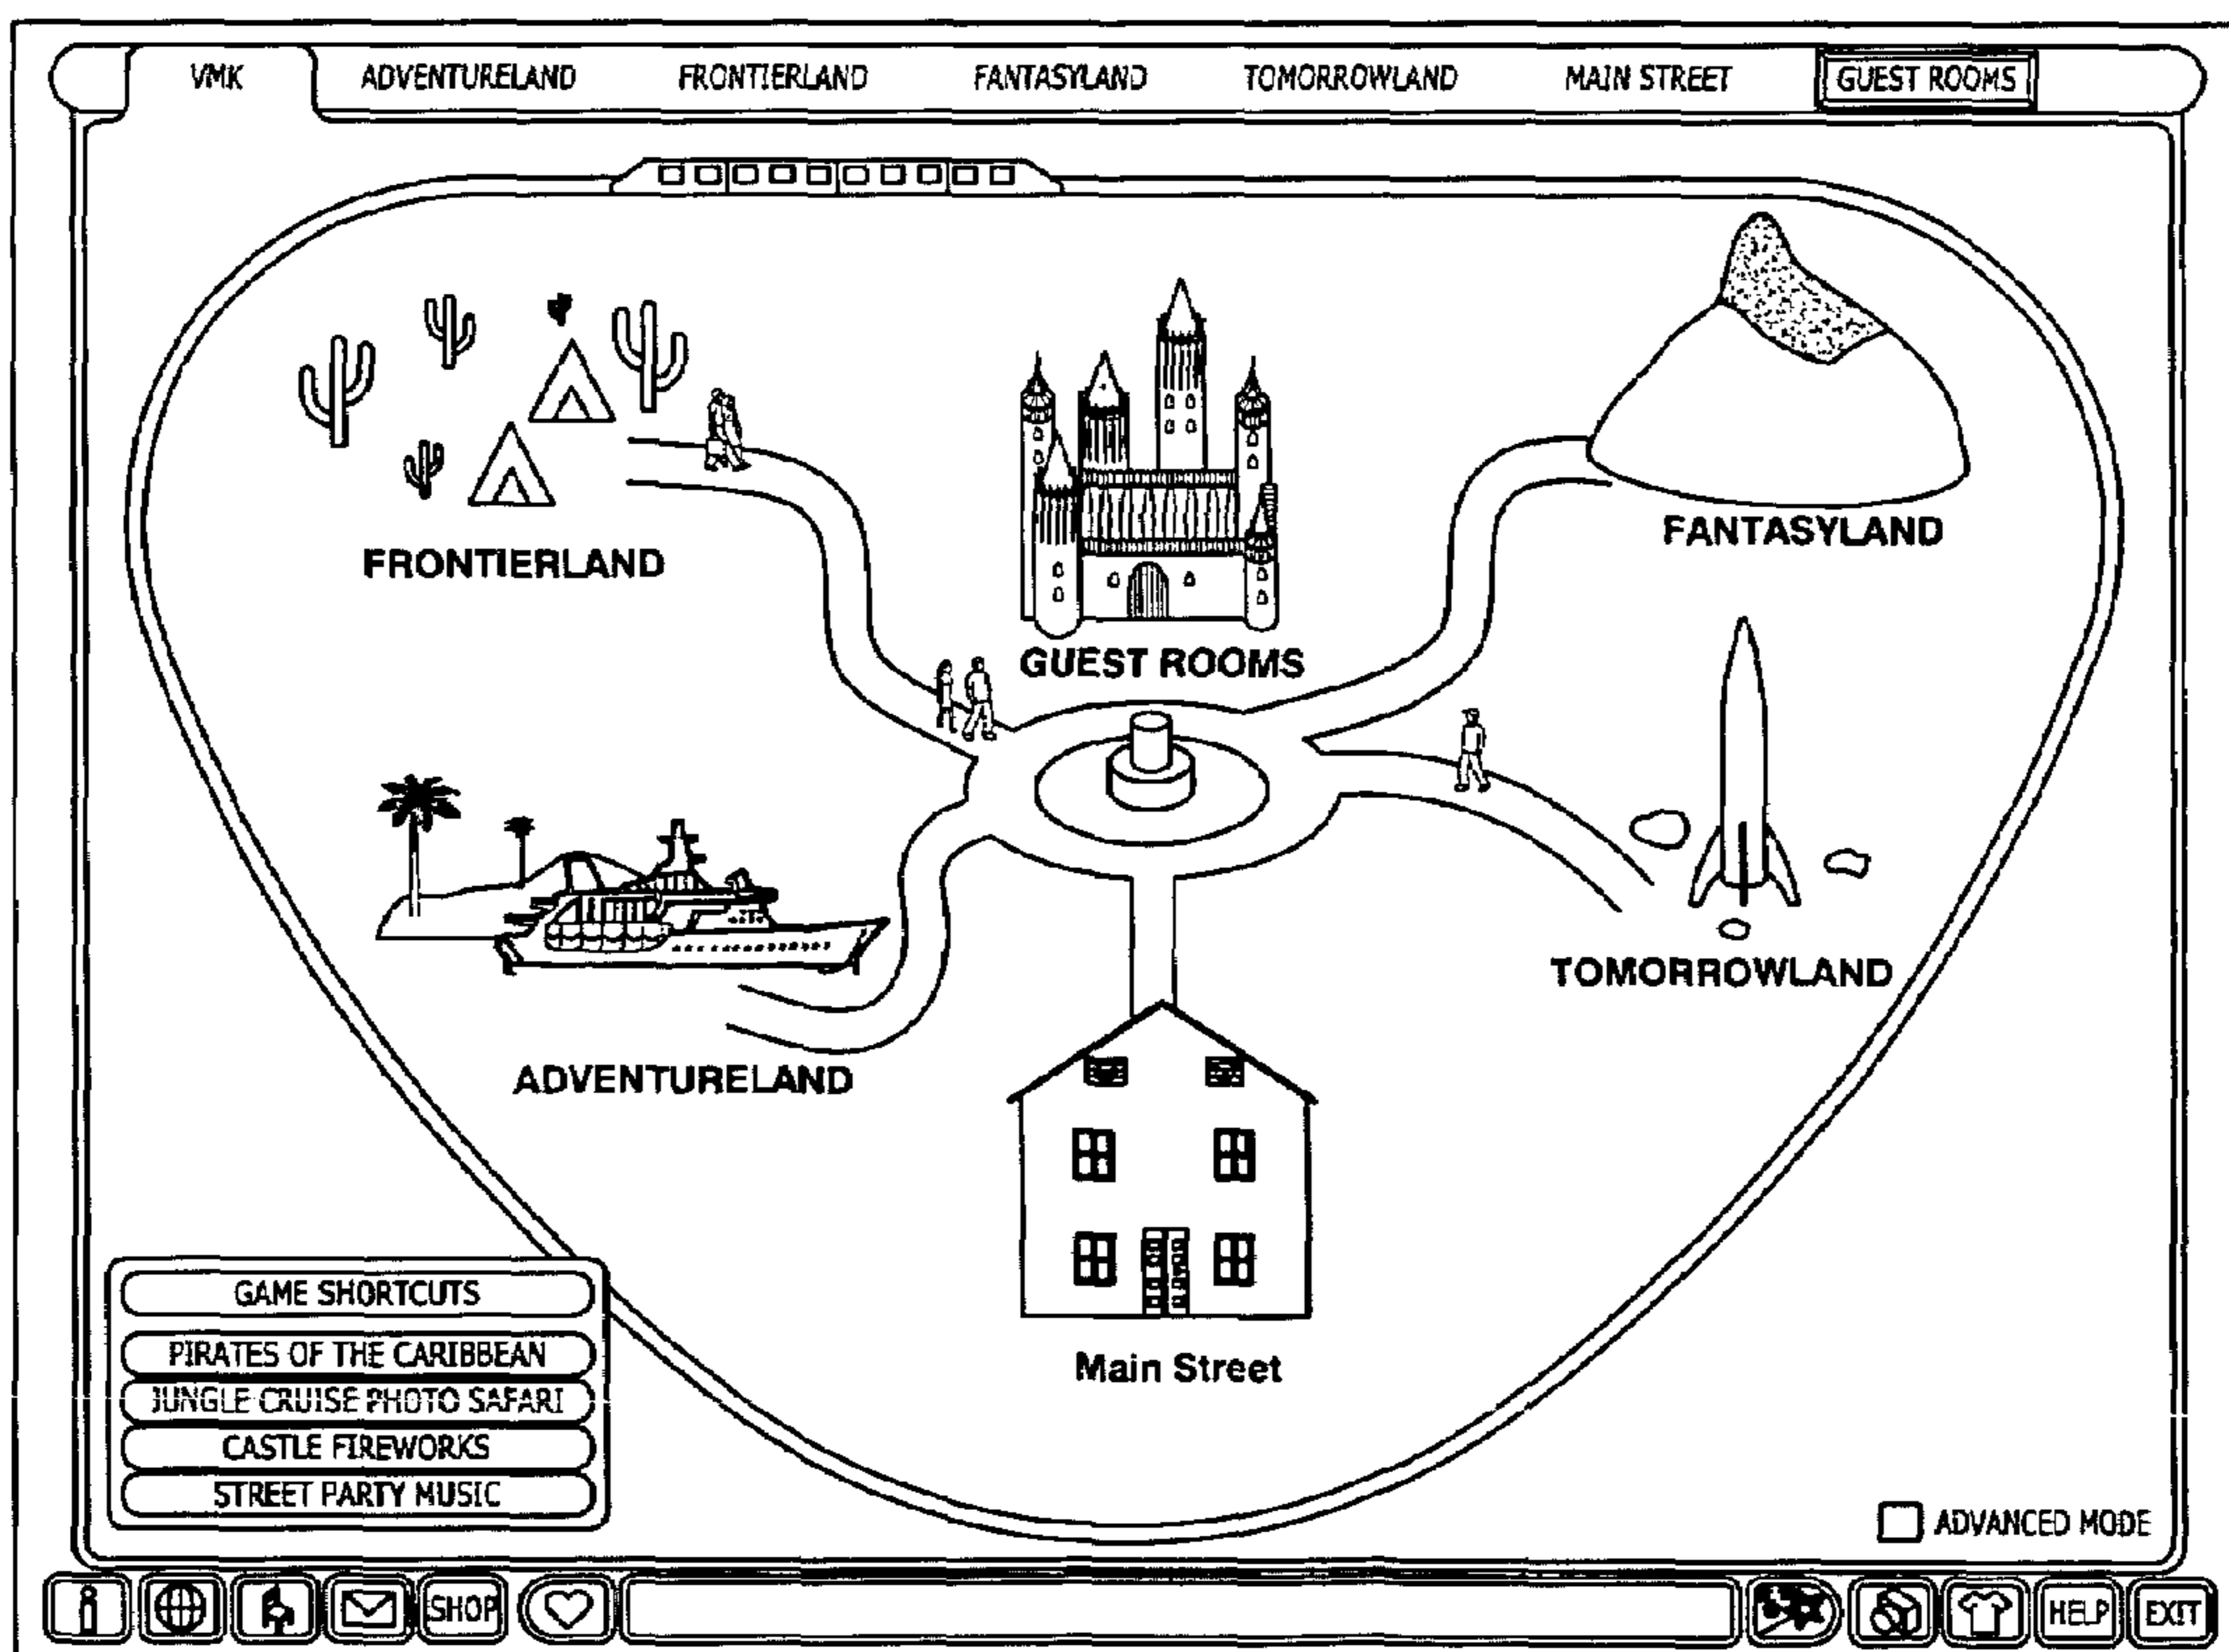 VMK ADVENTURELAND FRONTIERLAND FANTASYLAND TOMORROWLAND MAIN STREET GUEST ROOMS
FANTASYLAND
FRONTIERLAND
GUEST ROOMS
TOMORROWLAND
ADVENTURELAND
Main Street
GAME SHORTCUTS
PIRATES OF THE CARIBBEAN
JUNGLE CRUISE PHOTO SAFARI
CASTLE FIREWORKS
STREET PARTY MUSIC
ADVANCED MODE
i SHOP HELP EXIT